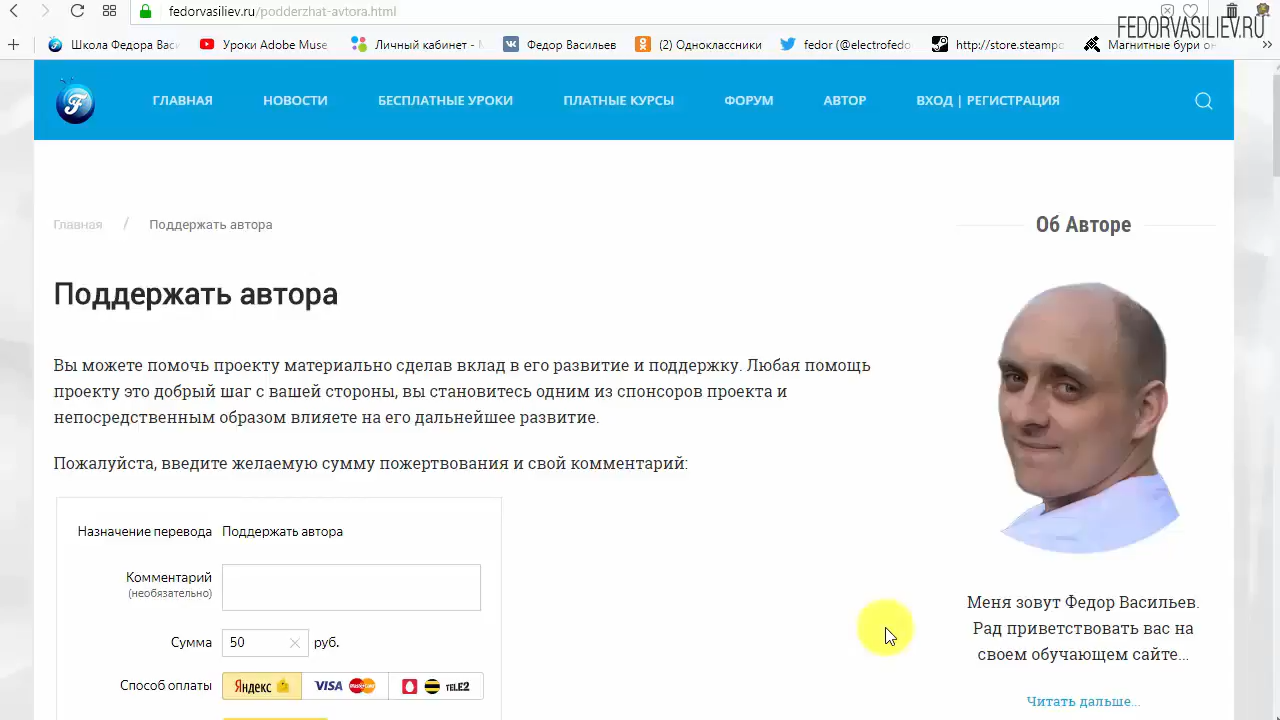 fedorvasiliev.ru/podderzhat-avtora.html
FEDORVASILIEV.RU
Школа Федора Вас
Уроки Adobe Muse
Личный кабинет -
Федор Васильев
(2) Одноклассники
fedor (@electrofedo
http://store.steampo
Магнитные бури он
ГЛАВНАЯ
НОВОСТИ
БЕСПЛАТНЫЕ УРОКИ
ПЛАТНЫЕ КУРСЫ
ФОРУМ
АВТОР
ВХОД | РЕГИСТРАЦИЯ
Главная / Поддержать автора
Поддержать автора
Вы можете помочь проекту материально сделав вклад в его развитие и поддержку. Любая помощь
проекту это добрый шаг с вашей стороны, вы становитесь одним из спонсоров проекта и
непосредственным образом влияете на его дальнейшее развитие.
Пожалуйста, введите желаемую сумму пожертвования и свой комментарий:
Назначение перевода Поддержать автора
Комментарий
(необязательно)
Сумма 50 руб.
Способ оплаты Яндекс VISA MasterCard TELE2
Об Авторе
Меня зовут Федор Васильев.
Рад приветствовать вас на
своем обучающем сайте...
Читать дальше...